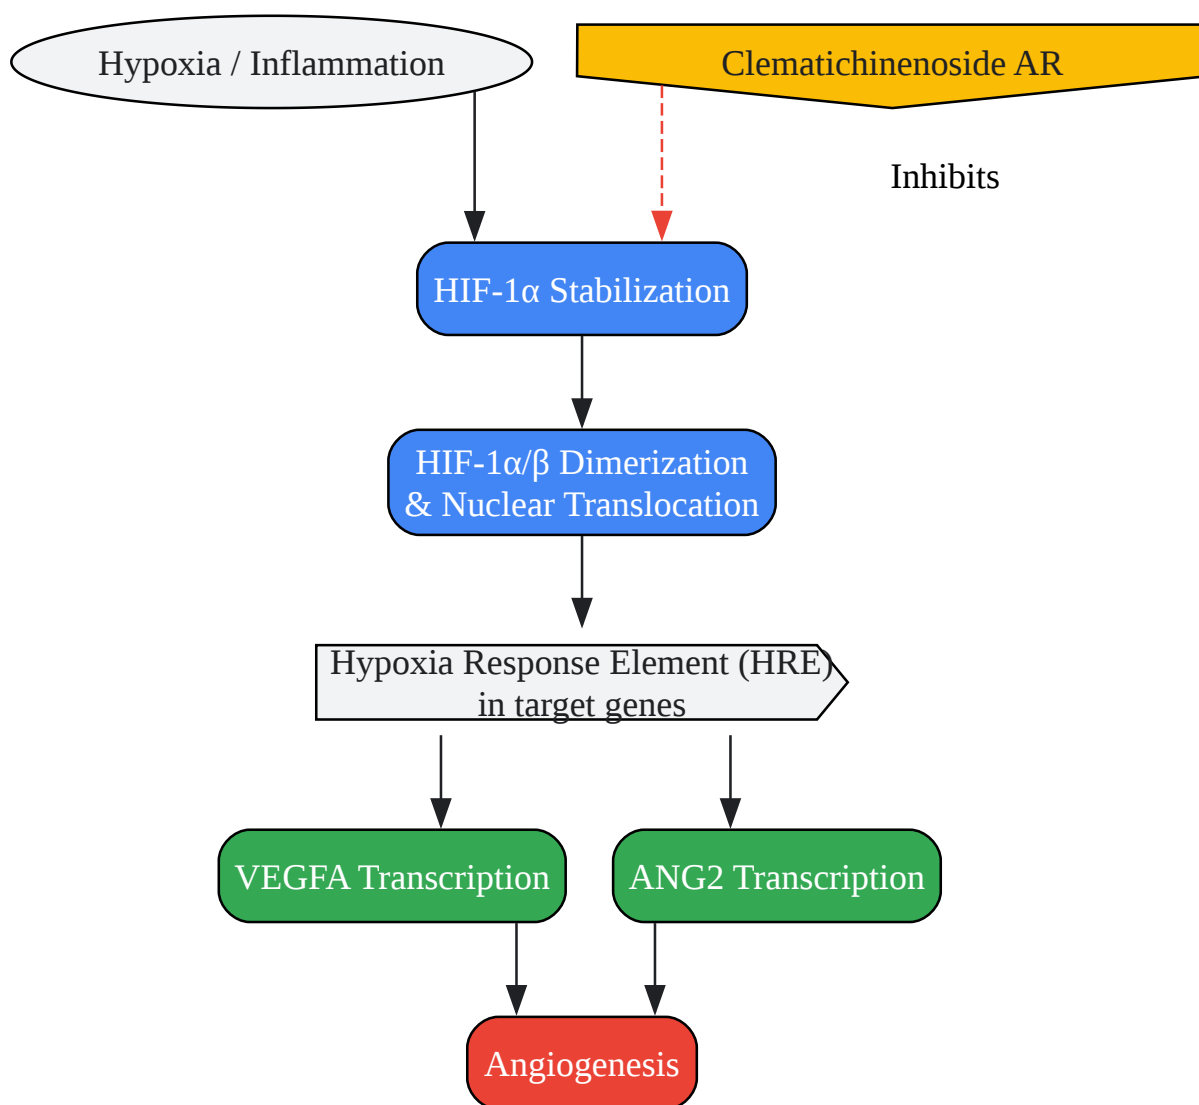 Hypoxia / Inflammation
Clematichinenoside AR
Inhibits
HIF-1α Stabilization
HIF-1α/β Dimerization
& Nuclear Translocation
Hypoxia Response Element (HRE)
in target genes
VEGFA Transcription
ANG2 Transcription
Angiogenesis